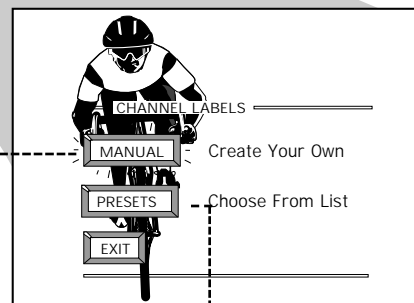 CHANNEL LABELS
MANUAL Create Your Own
PRESETS Choose From List
EXIT